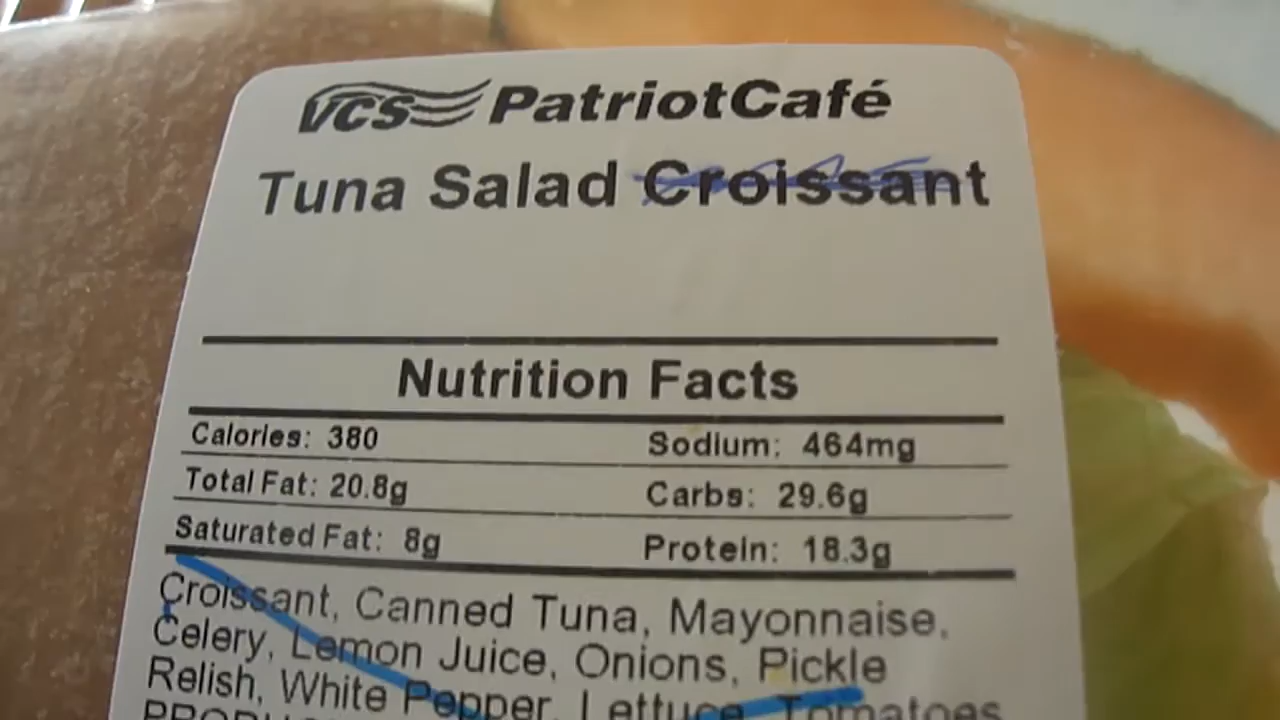 VCS PatriotCafé
Tuna Salad Croissant
Nutrition Facts
Calories: 380 Sodium: 464mg
Total Fat: 20.8g Carbs: 29.6g
Saturated Fat: 8g Protein: 18.3g
Croissant, Canned Tuna, Mayonnaise,
Celery, Lemon Juice, Onions, Pickle
Relish, White Pepper, Lettuce, Tomatoes